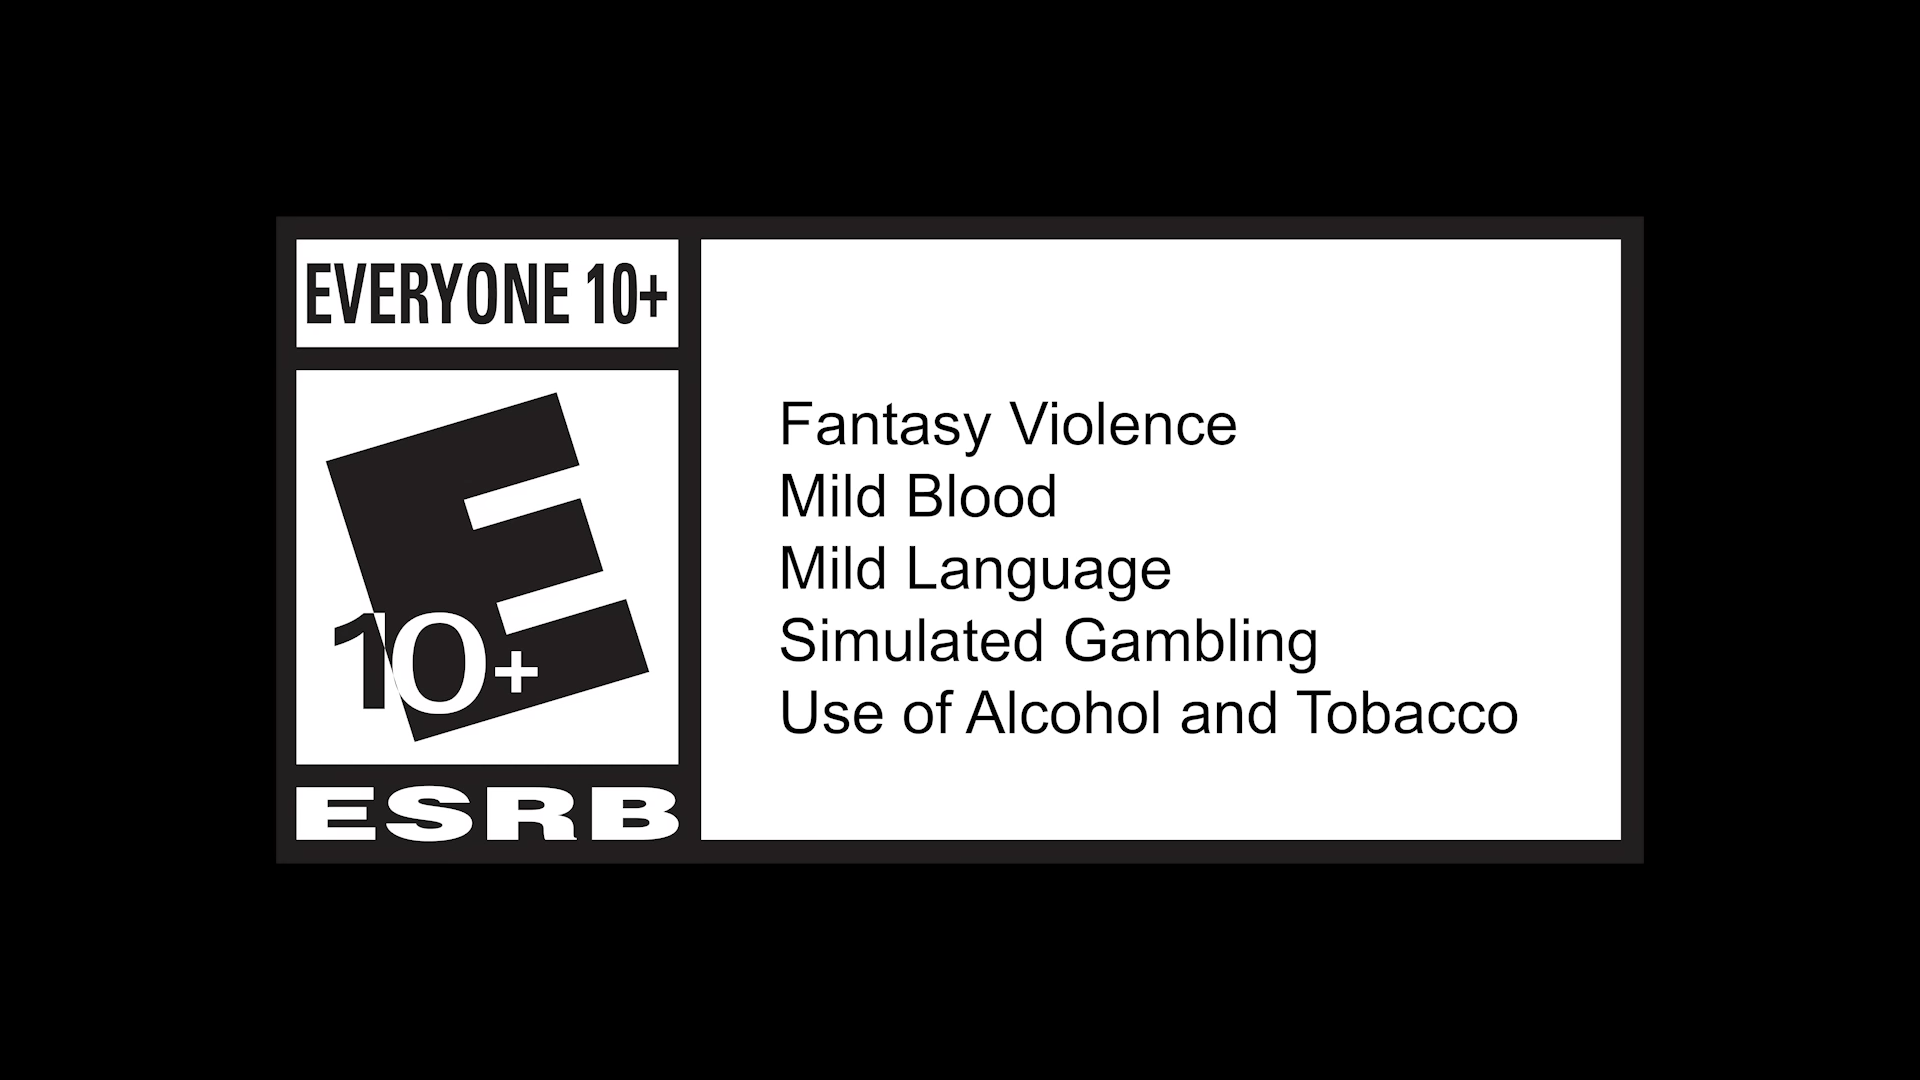 EVERYONE 10+
E
10+
ESRB
Fantasy Violence
Mild Blood
Mild Language
Simulated Gambling
Use of Alcohol and Tobacco